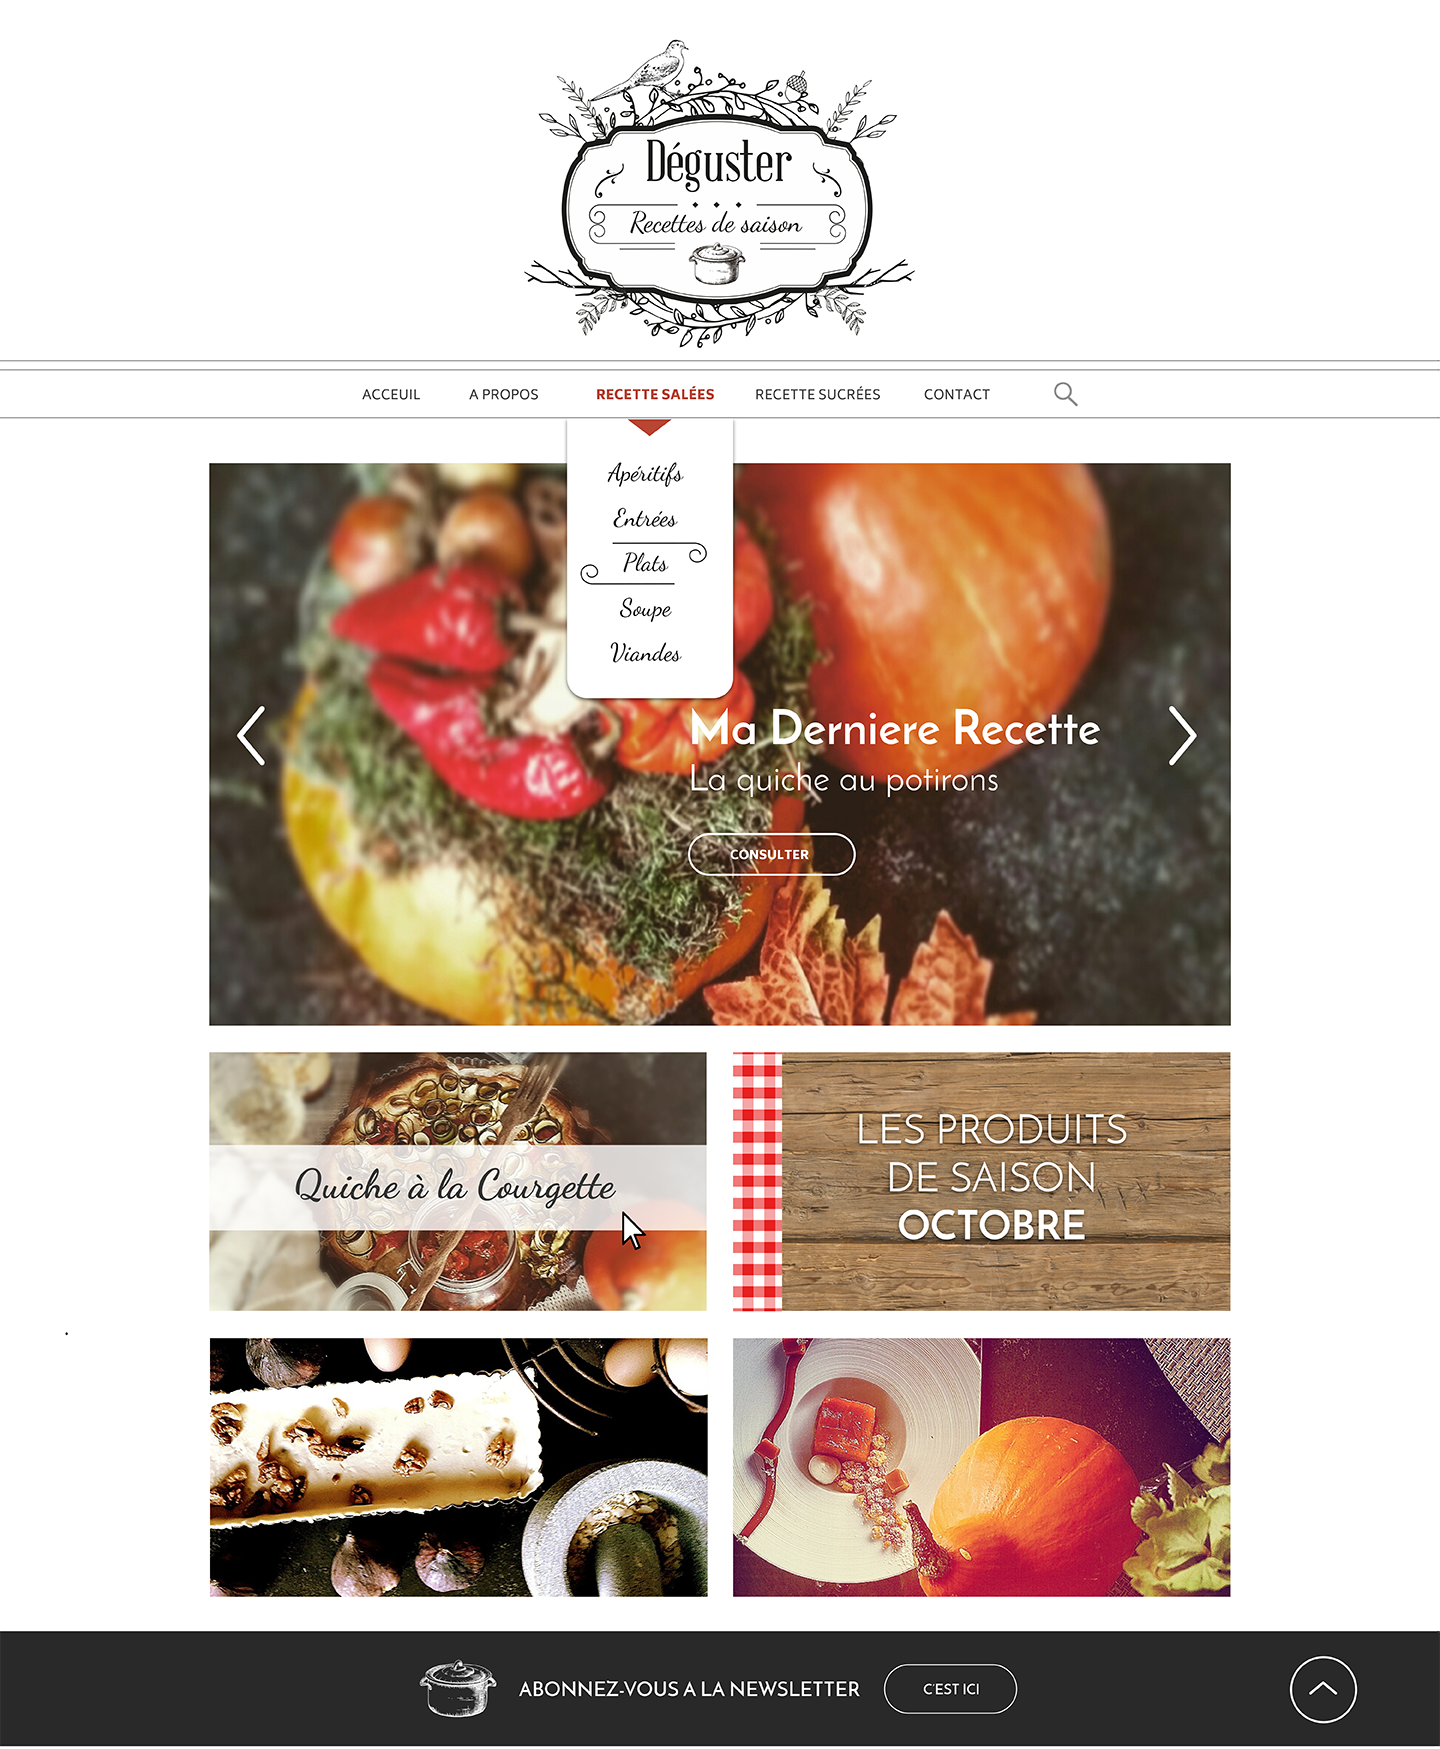 Déguster
Recettes de saison
ACCEUIL
A PROPOS
RECETTE SALÉES
RECETTE SUCRÉES
CONTACT
Apéritifs
Entrées
Plats
Soupe
Viandes
Ma Derniere Recette
La quiche au potirons
CONSULTER
Quiche à la Courgette
LES PRODUITS
DE SAISON
OCTOBRE
ABONNEZ-VOUS A LA NEWSLETTER
C'EST ICI